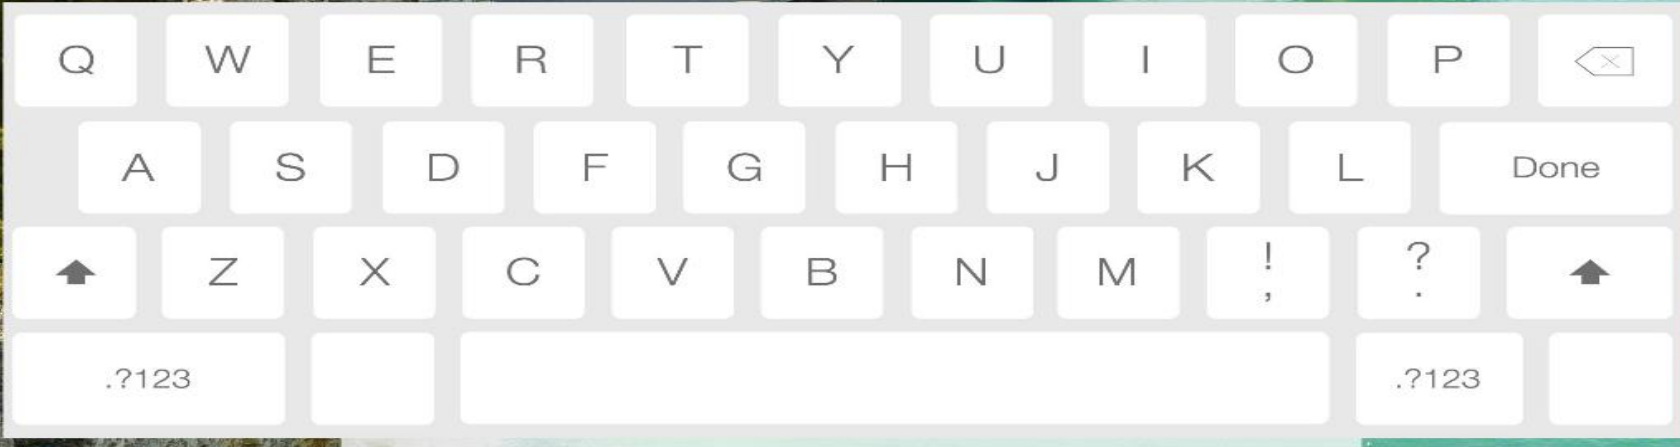 Q W E R T Y U I O P
A S D F G H J K L Done
Z X C V B N M ! , ? .
.?123 .?123